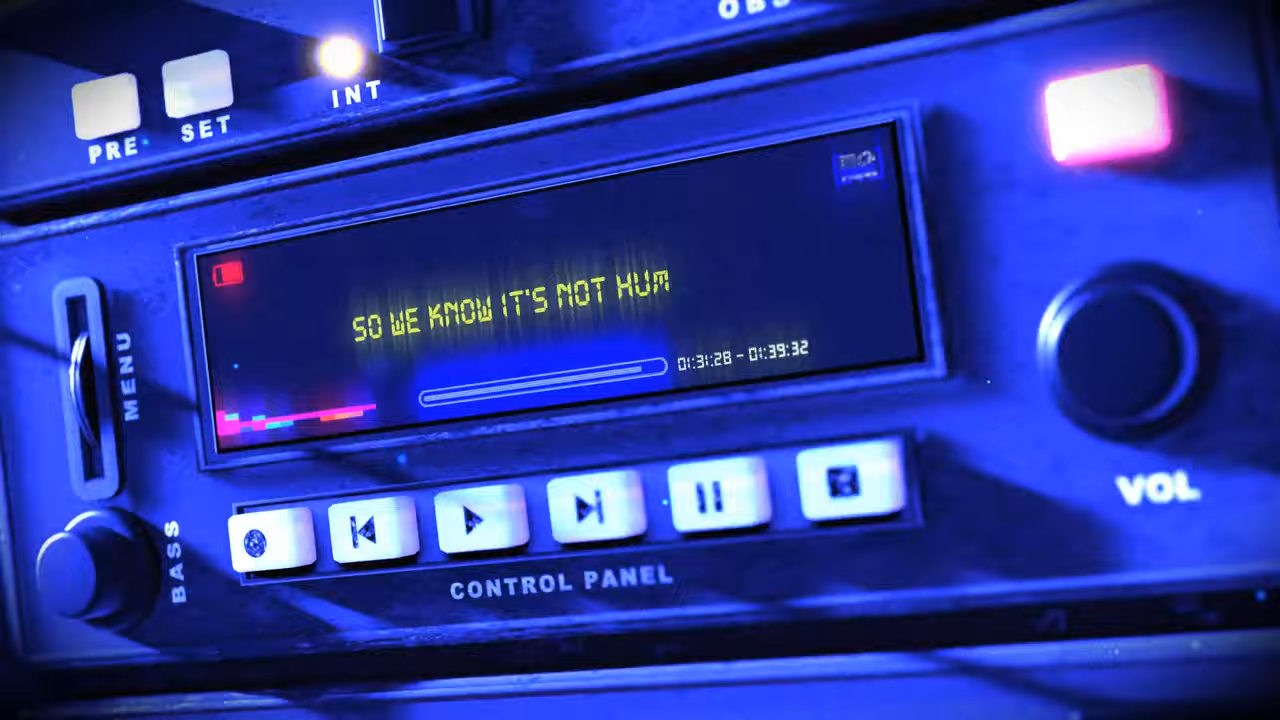 OBS
INT
PRE
SET
SO WE KNOW IT'S NOT HUM
01:31:28 - 01:39:32
MENU
BASS
VOL
CONTROL PANEL